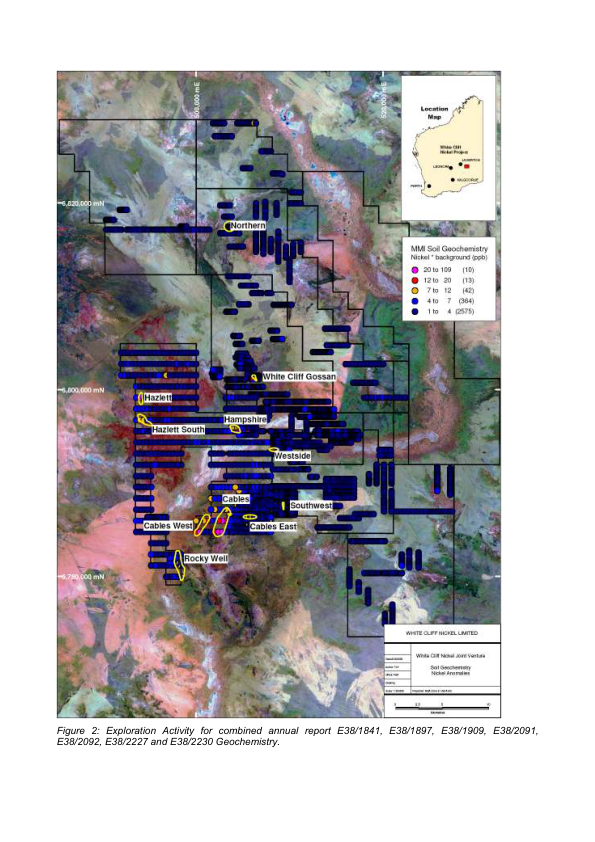 Location
Map
White Cliff
Nickel Project
LAVERTON
LEONORA
KALGOORLIE
PERTH
6,820,000 mN
Northern
MMI Soil Geochemistry
Nickel * background (ppb)
20 to 109 (10)
12 to 20 (13)
7 to 12 (42)
4 to 7 (364)
1 to 4 (2575)
White Cliff Gossan
6,800,000 mN
Hazlett
Hampshire
Hazlett South
Westside
Cables
Southwest
Cables West
Cables East
Rocky Well
6,780,000 mN
WHITE CLIFF NICKEL LIMITED
White Cliff Nickel Joint Venture
Soil Geochemistry
Nickel Anomalies
Figure 2: Exploration Activity for combined annual report E38/1841, E38/1897, E38/1909, E38/2091,
E38/2092, E38/2227 and E38/2230 Geochemistry.